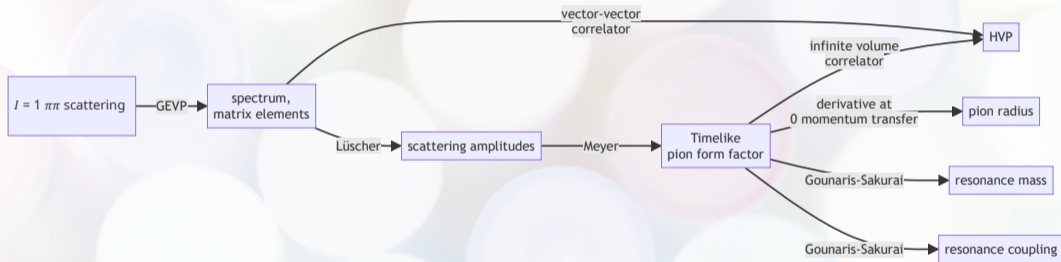 vector-vector
correlator
HVP
infinite volume
correlator
I = 1 ππ scattering
GEVP
spectrum,
matrix elements
derivative at
0 momentum transfer
pion radius
Lüscher
scattering amplitudes
Meyer
Timelike
pion form factor
Gounaris-Sakurai
resonance mass
Gounaris-Sakurai
resonance coupling